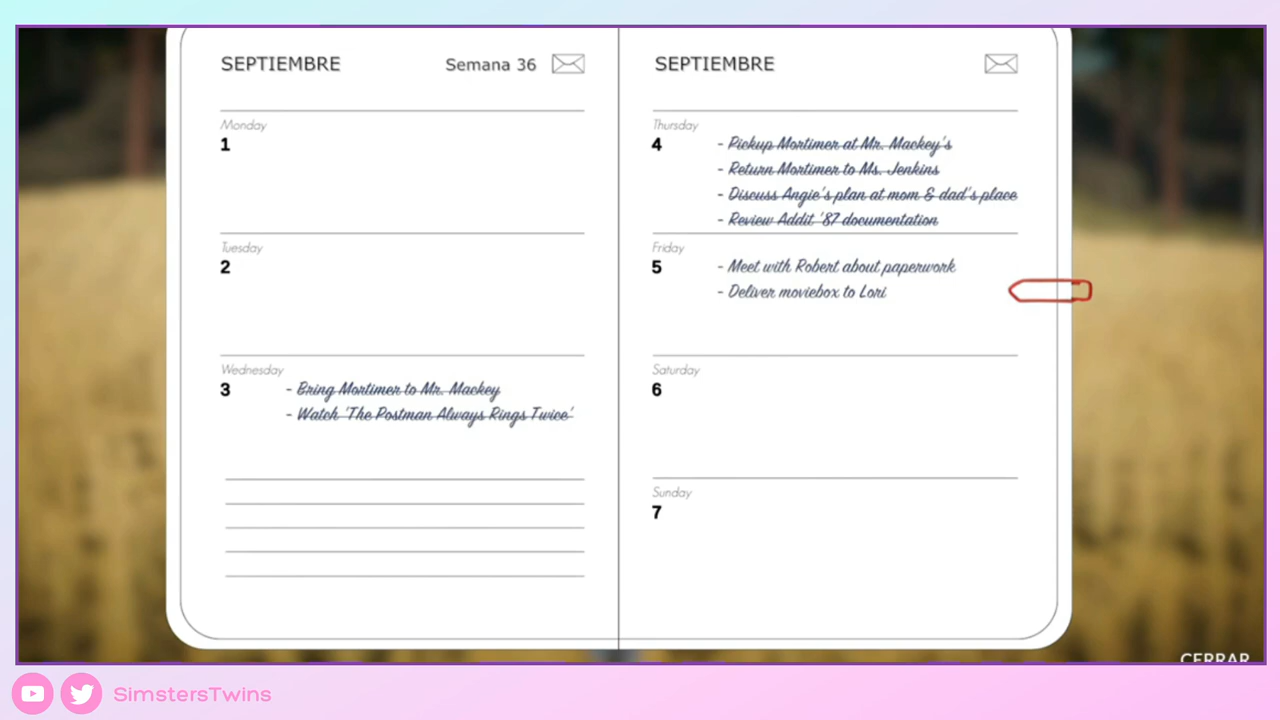 SEPTIEMBRE
Semana 36
Monday
1
Tuesday
2
Wednesday
3
- Bring Mortimer to Mr. Mackey
- Watch 'The Postman Always Rings Twice'
SEPTIEMBRE
Thursday
4
- Pickup Mortimer at Mr. Mackey's
- Return Mortimer to Ms. Jenkins
- Discuss Angie's plan at mom & dad's place
- Review Addit '87 documentation
Friday
5
- Meet with Robert about paperwork
- Deliver moviebox to Lori
Saturday
6
Sunday
7
CERRAR
SimstersTwins